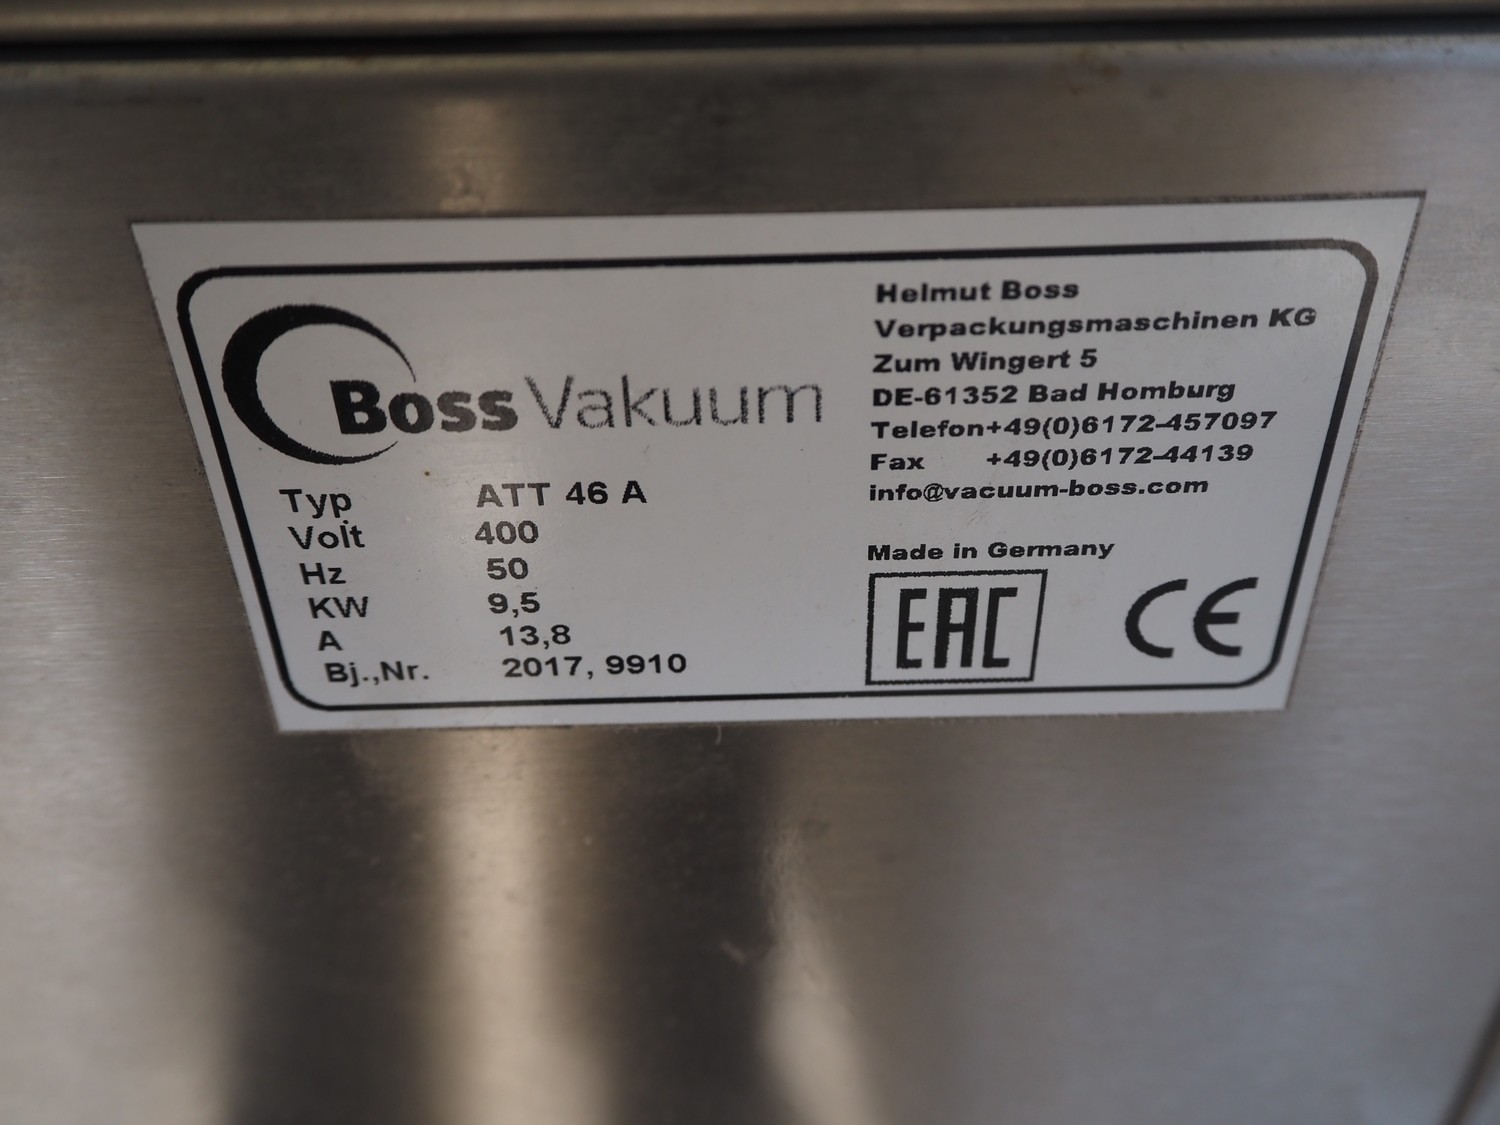 Boss Vakuum
Typ ATT 46 A
Volt 400
Hz 50
KW 9,5
A 13,8
Bj.,Nr. 2017, 9910
Helmut Boss
Verpackungsmaschinen KG
Zum Wingert 5
DE-61352 Bad Homburg
Telefon+49(0)6172-457097
Fax +49(0)6172-44139
info@vacuum-boss.com
Made in Germany
EAC CE